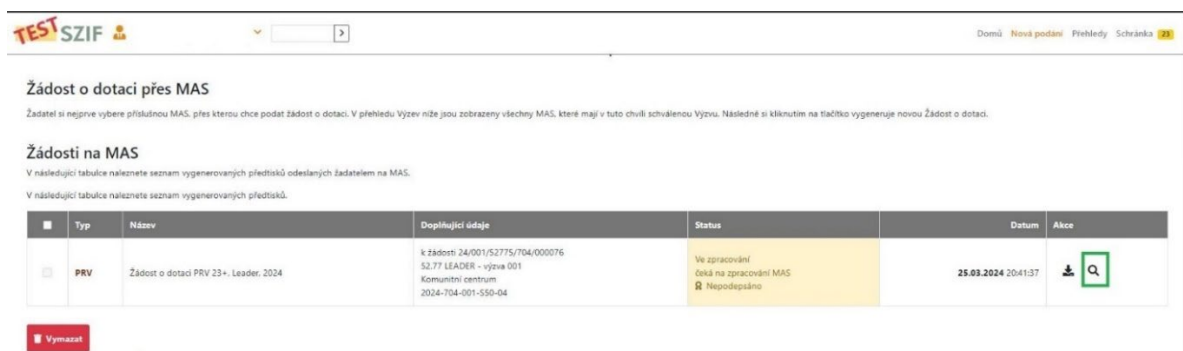 TEST SZIF
Domů Nová podání Přehledy Schránka 23
Žádost o dotaci přes MAS
Žadatel si nejprve vybere příslušnou MAS, přes kterou chce podat žádost o dotaci. V přehledu Výzev níže jsou zobrazeny všechny MAS, které mají v tuto chvíli schválenou Výzvu. Následně si kliknutím na tlačítko vygeneruje novou Žádost o dotaci.
Žádosti na MAS
V následující tabulce naleznete seznam vygenerovaných předtisků odeslaných žadatelem na MAS.
V následující tabulce naleznete seznam vygenerovaných předtisků.
Typ Název Doplňující údaje Status Datum Akce
PRV Žádost o dotaci PRV 23+, Leader, 2024
k žádosti 24/001/52775/704/000076
52.77 LEADER - výzva 001
Komunitní centrum
2024-704-001-S50-04
Ve zpracování
čeká na zpracování MAS
Nepodepsáno
25.03.2024 20:41:37
Vymazat